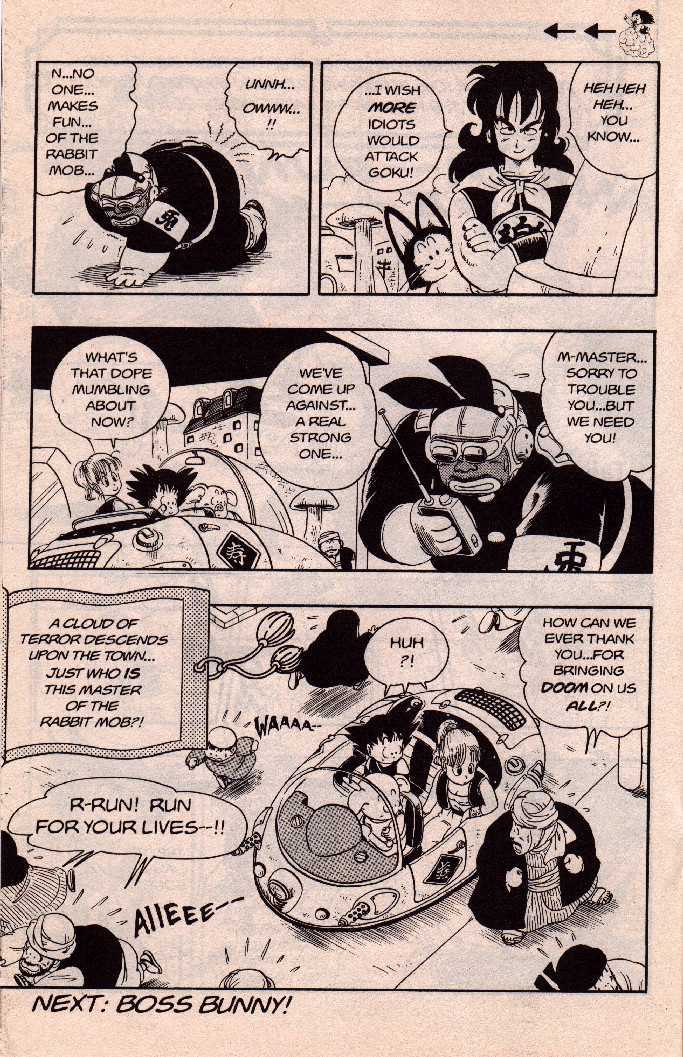 HEH HEH
HEH...
YOU
KNOW...
...I WISH
MORE
IDIOTS
WOULD
ATTACK
GOKU!
UNNH...
OWWW...
!!
N...NO
ONE...
MAKES
FUN...
OF THE
RABBIT
MOB...
兎
M-MASTER...
SORRY TO
TROUBLE
YOU...BUT
WE NEED
YOU!
WE'VE
COME UP
AGAINST...
A REAL
STRONG
ONE...
兎
WHAT'S
THAT DOPE
MUMBLING
ABOUT
NOW?
寿
HOW CAN WE
EVER THANK
YOU...FOR
BRINGING
DOOM ON US
ALL?!
HUH
?!
寿
WAAAA--
A CLOUD OF
TERROR DESCENDS
UPON THE TOWN...
JUST WHO IS
THIS MASTER
OF THE
RABBIT MOB?!
R-RUN! RUN
FOR YOUR LIVES--!!
AIIEEE--
NEXT: BOSS BUNNY!